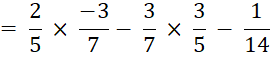 = 2/5 × -3/7 − 3/7 × 3/5 − 1/14